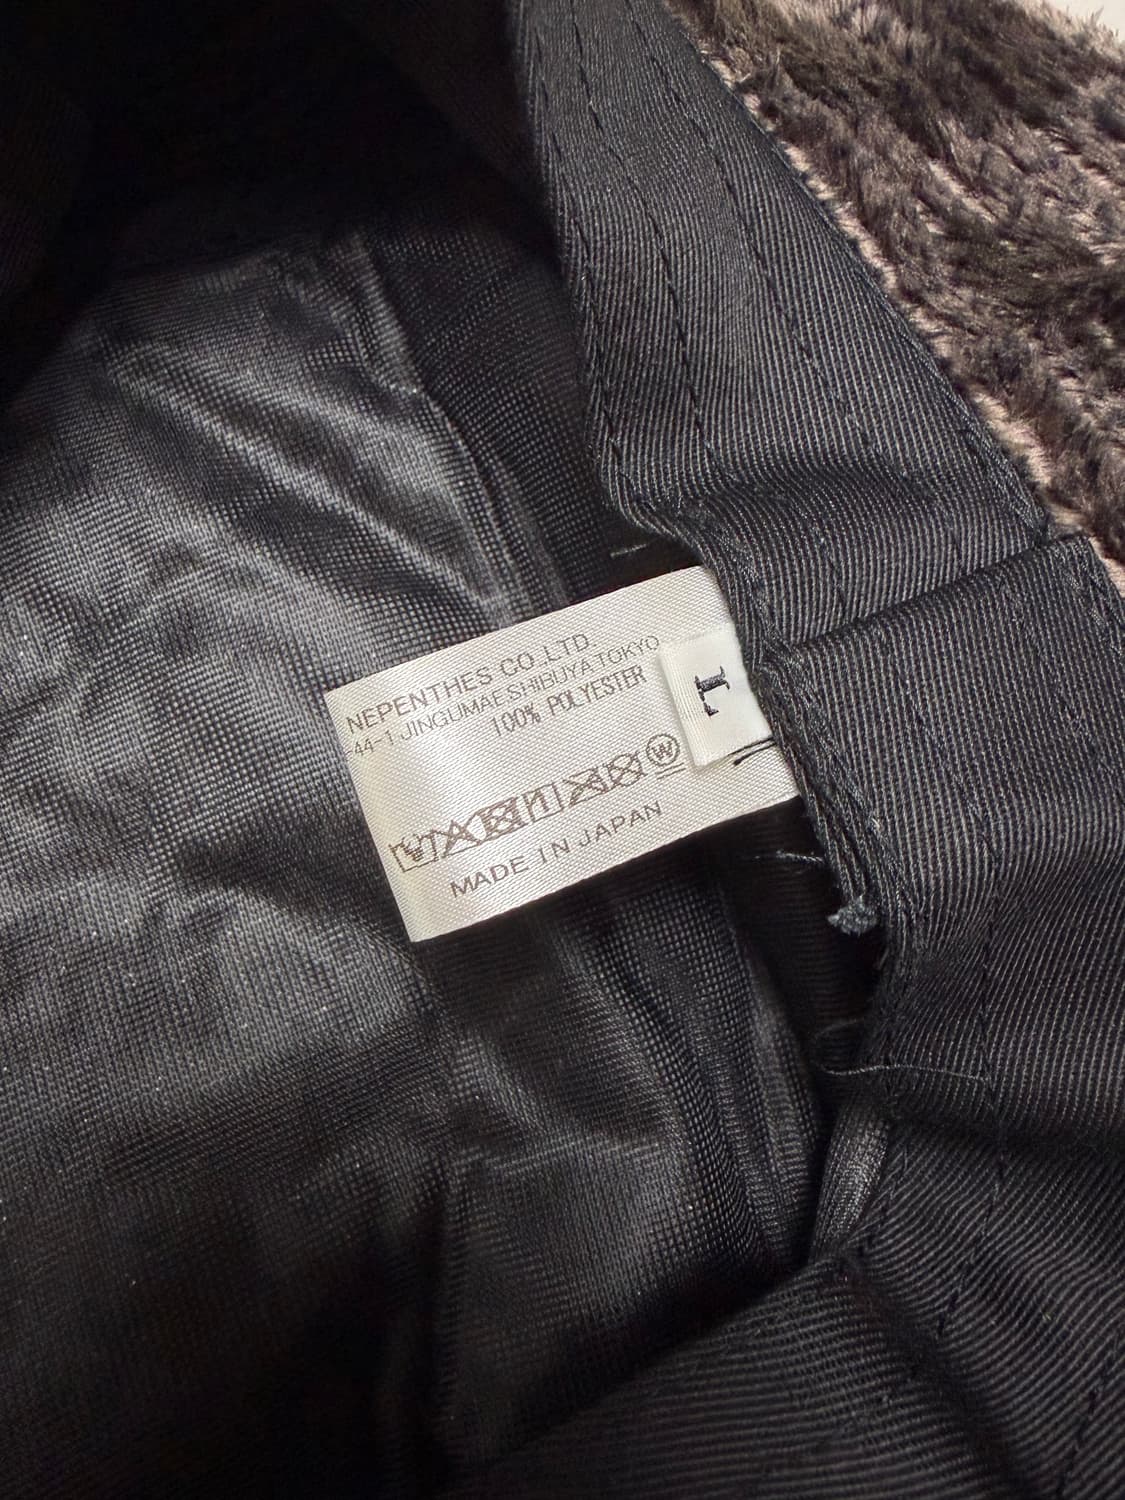 NEPENTHES CO.,LTD.
44-1 JINGUMAE SHIBUYA TOKYO
100% POLYESTER
W
MADE IN JAPAN
L